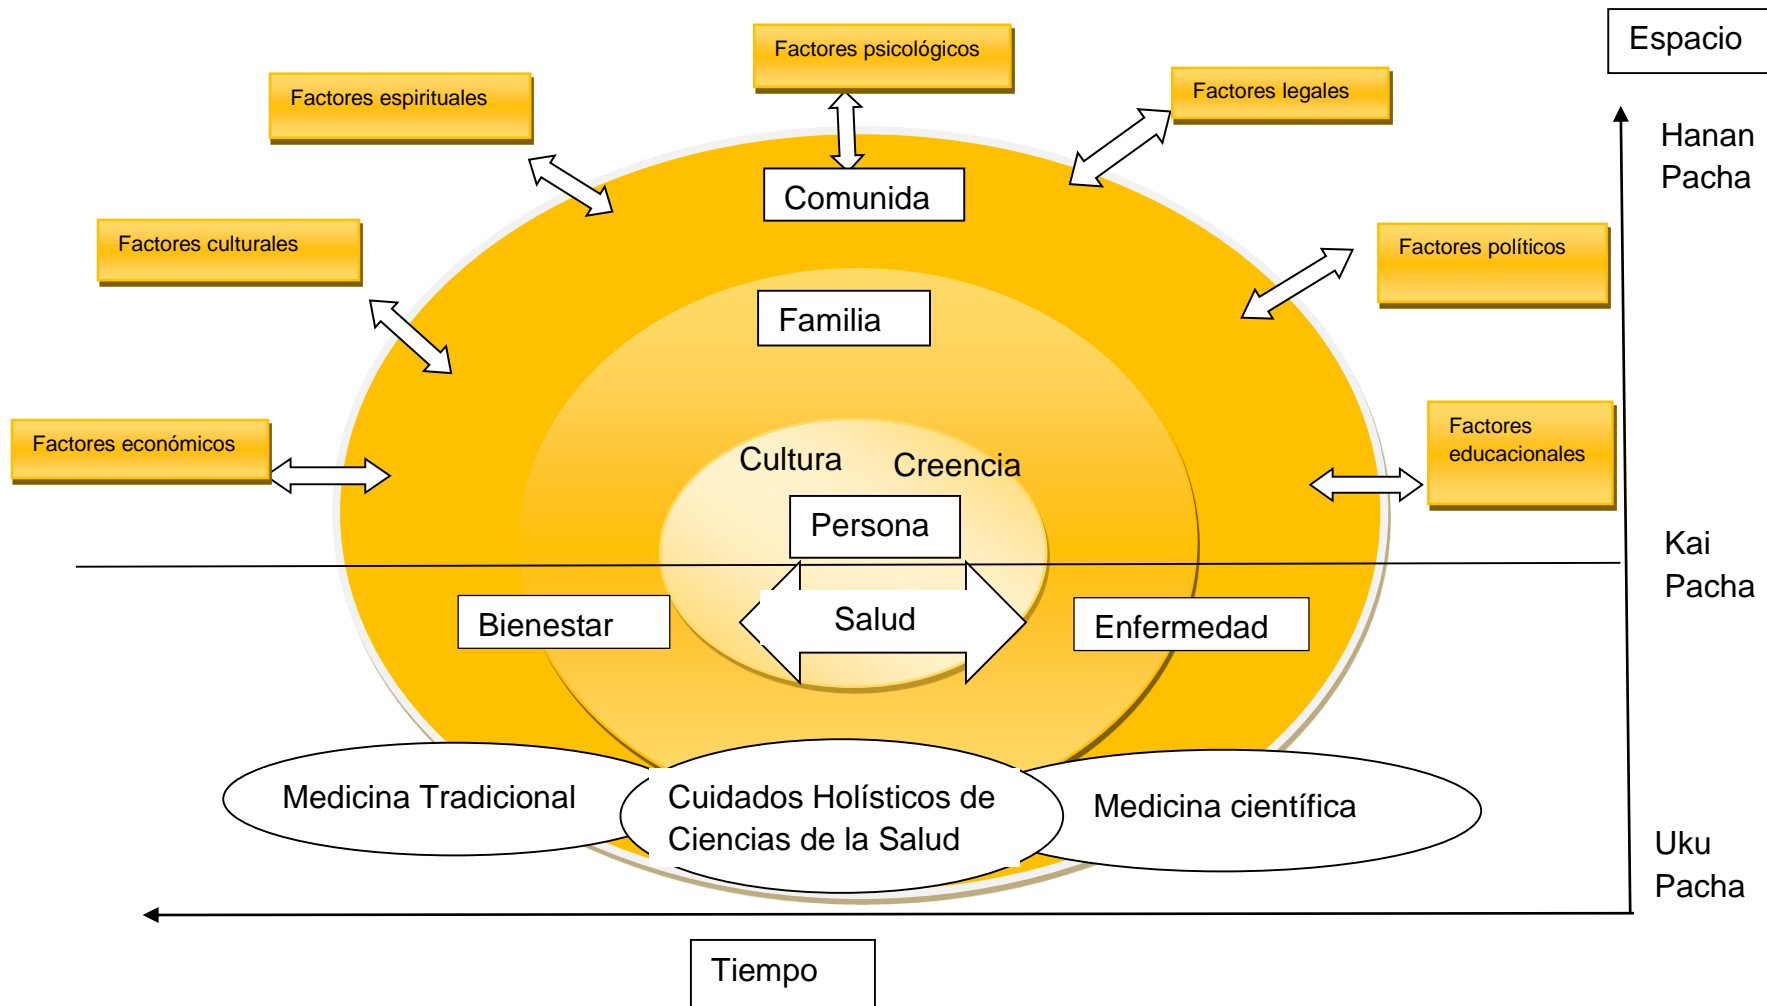 Factores psicológicos
Espacio
Factores espirituales
Factores legales
Hanan
Pacha
Comunida
Factores culturales
Factores políticos
Familia
Factores económicos
Factores
educacionales
Cultura
Creencia
Persona
Kai
Pacha
Bienestar
Salud
Enfermedad
Medicina Tradicional
Cuidados Holísticos de
Ciencias de la Salud
Medicina científica
Uku
Pacha
Tiempo